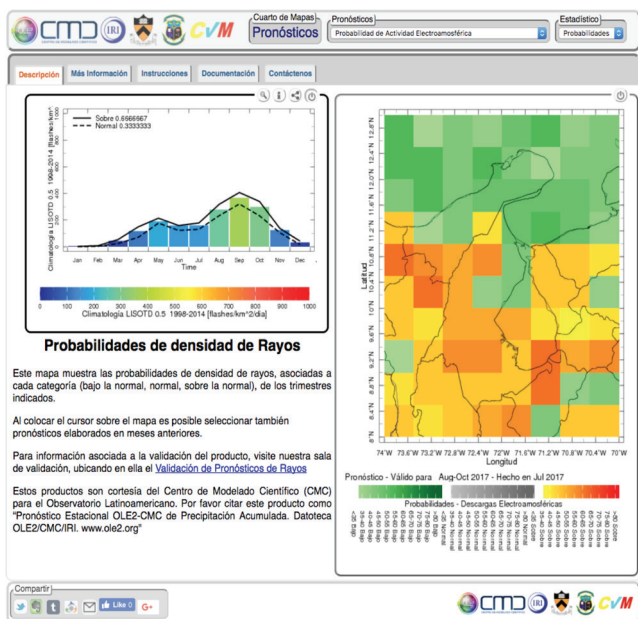 CMC
CENTRO DE MODELADO CIENTÍFICO
IRI
CvM
Cuarto de Mapas
Pronósticos
Pronósticos
Probabilidad de Actividad Electroamosférica
Estadístico
Probabilidades
Descripción
Más Información
Instrucciones
Documentación
Contáctenos
Climatología LISOTD 0.5 1998-2014 [flashes/km^
0 200 400 600 800 1000
Sobre 0.6666667
Normal 0.3333333
Jan Feb Mar Apr May Jun Jul Aug Sep Oct Nov Dec
Time
0 100 200 300 400 500 600 700 800 900 1000
Climatología LISOTD 0.5 1998-2014 [flashes/km^2/dia]
Probabilidades de densidad de Rayos
Este mapa muestra las probabilidades de densidad de rayos, asociadas a
cada categoría (bajo la normal, normal, sobre la normal), de los trimestres
indicados.
Al colocar el cursor sobre el mapa es posible seleccionar también
pronósticos elaborados en meses anteriores.
Para información asociada a la validación del producto, visite nuestra sala
de validación, ubicando en ella el Validación de Pronósticos de Rayos
Estos productos son cortesía del Centro de Modelado Científico (CMC)
para el Observatorio Latinoamericano. Por favor citar este producto como
"Pronóstico Estacional OLE2-CMC de Precipitación Acumulada. Datoteca
OLE2/CMC/IRI. www.ole2.org"
Latitud
12.8°N
12.4°N
12.0°N
11.6°N
11.2°N
10.8°N
10.4°N
10°N
9.6°N
9.2°N
8.8°N
8.4°N
8°N
74°W 73.6°W 73.2°W 72.8°W 72.4°W 72°W 71.6°W 71.2°W 70.8°W 70.4°W 70°W
Longitud
Pronóstico - Válido para Aug-Oct 2017 - Hecho en Jul 2017
Probabilidades - Descargas Electroamosféricas
Compartir
Like 0
G+
CMC
IRI
CvM